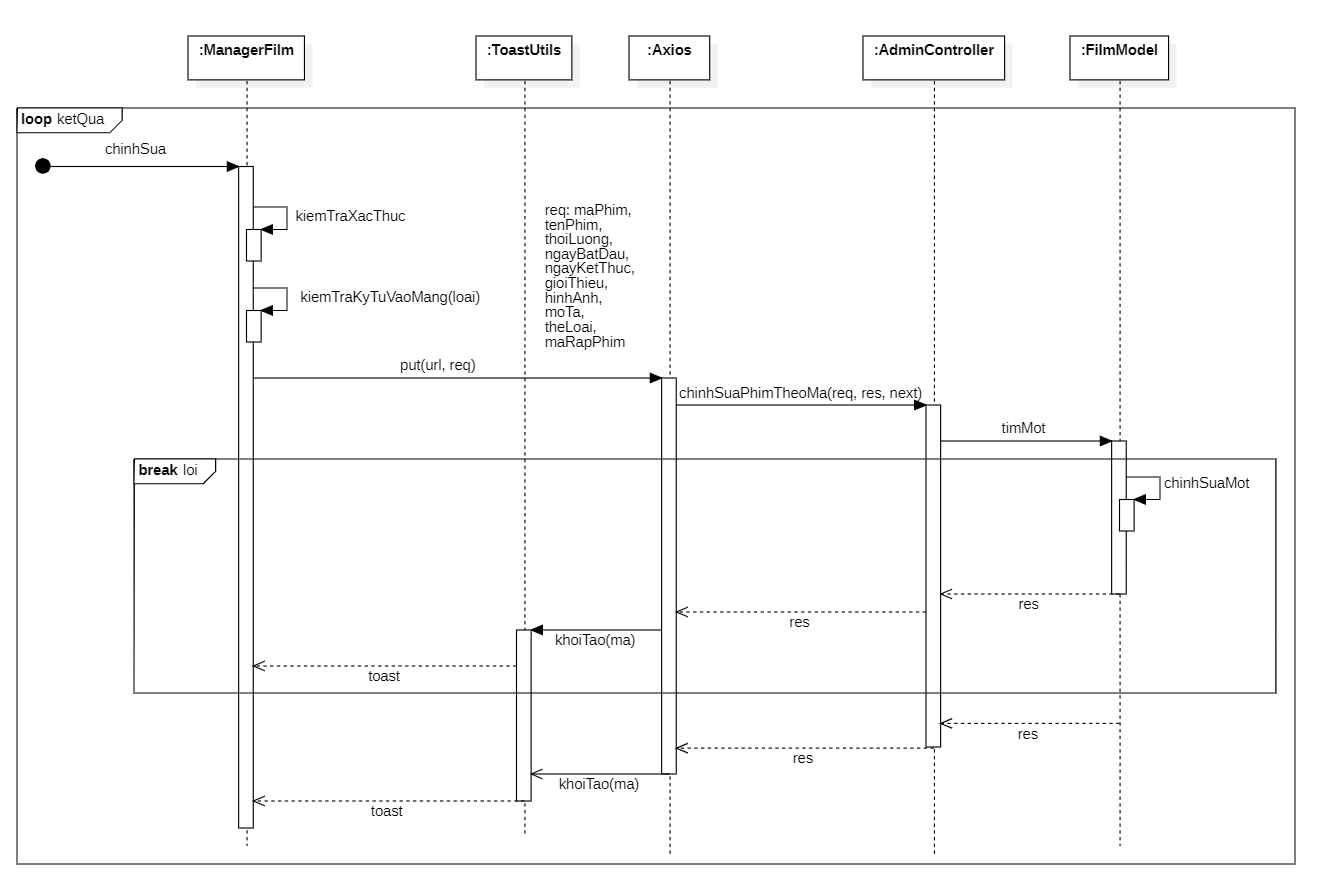 :ManagerFilm
:ToastUtils
:Axios
:AdminController
:FilmModel
loop ketQua
chinhSua
kiemTraXacThuc
req: maPhim,
tenPhim,
thoiLuong,
ngayBatDau,
ngayKetThuc,
gioiThieu,
hinhAnh,
moTa,
theLoai,
maRapPhim
kiemTraKyTuVaoMang(loai)
put(url, req)
chinhSuaPhimTheoMa(req, res, next)
timMot
break loi
chinhSuaMot
res
res
khoiTao(ma)
toast
res
res
khoiTao(ma)
toast